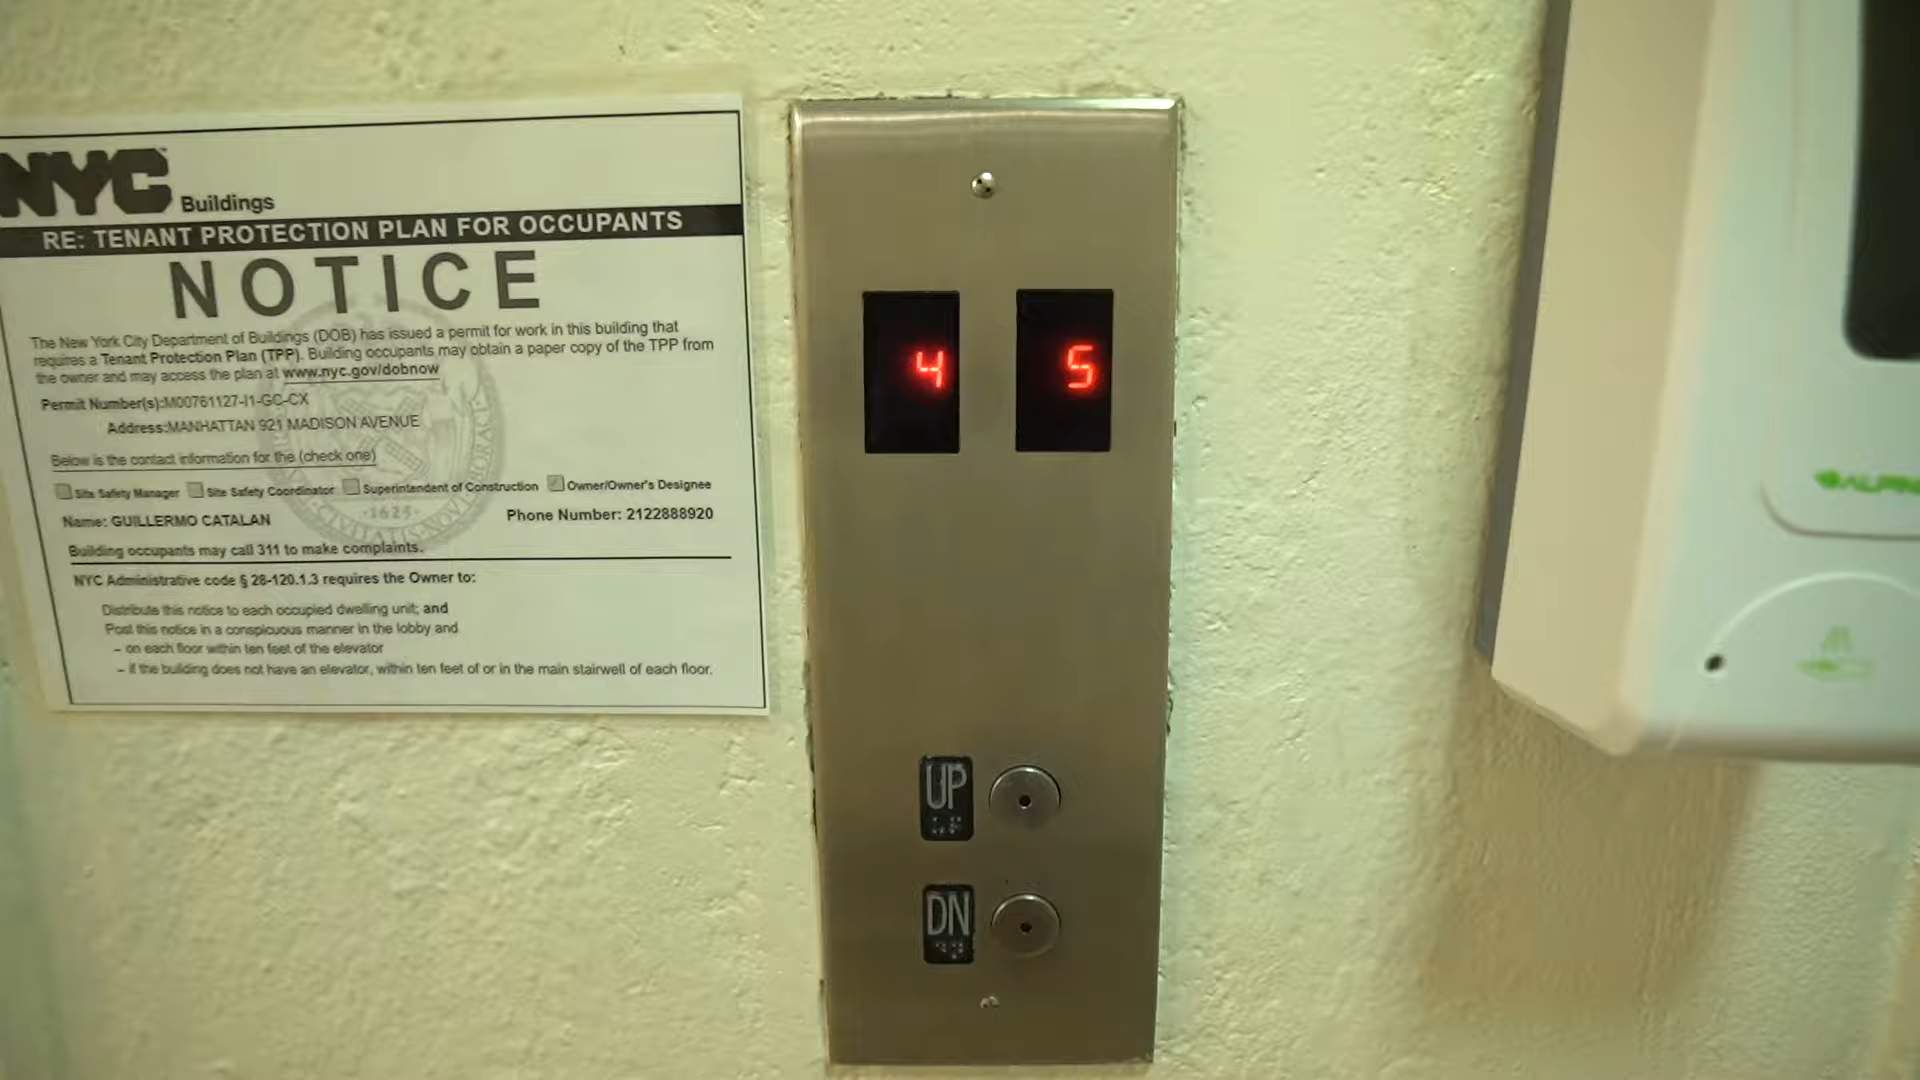 NYC Buildings
RE: TENANT PROTECTION PLAN FOR OCCUPANTS
NOTICE
The New York City Department of Buildings (DOB) has issued a permit for work in this building that
requires a Tenant Protection Plan (TPP). Building occupants may obtain a paper copy of the TPP from
the owner and may access the plan at www.nyc.gov/dobnow
Permit Number(s):M00761127-I1-GC-CX
Address:MANHATTAN 921 MADISON AVENUE
Below is the contact information for the (check one)
Site Safety Manager Site Safety Coordinator Superintendent of Construction Owner/Owner's Designee
Name: GUILLERMO CATALAN Phone Number: 2122888920
Building occupants may call 311 to make complaints.
NYC Administrative code § 28-120.1.3 requires the Owner to:
Distribute this notice to each occupied dwelling unit; and
Post this notice in a conspicuous manner in the lobby and
– on each floor within ten feet of the elevator
– if the building does not have an elevator, within ten feet of or in the main stairwell of each floor.
·1625·
4 5
UP
DN